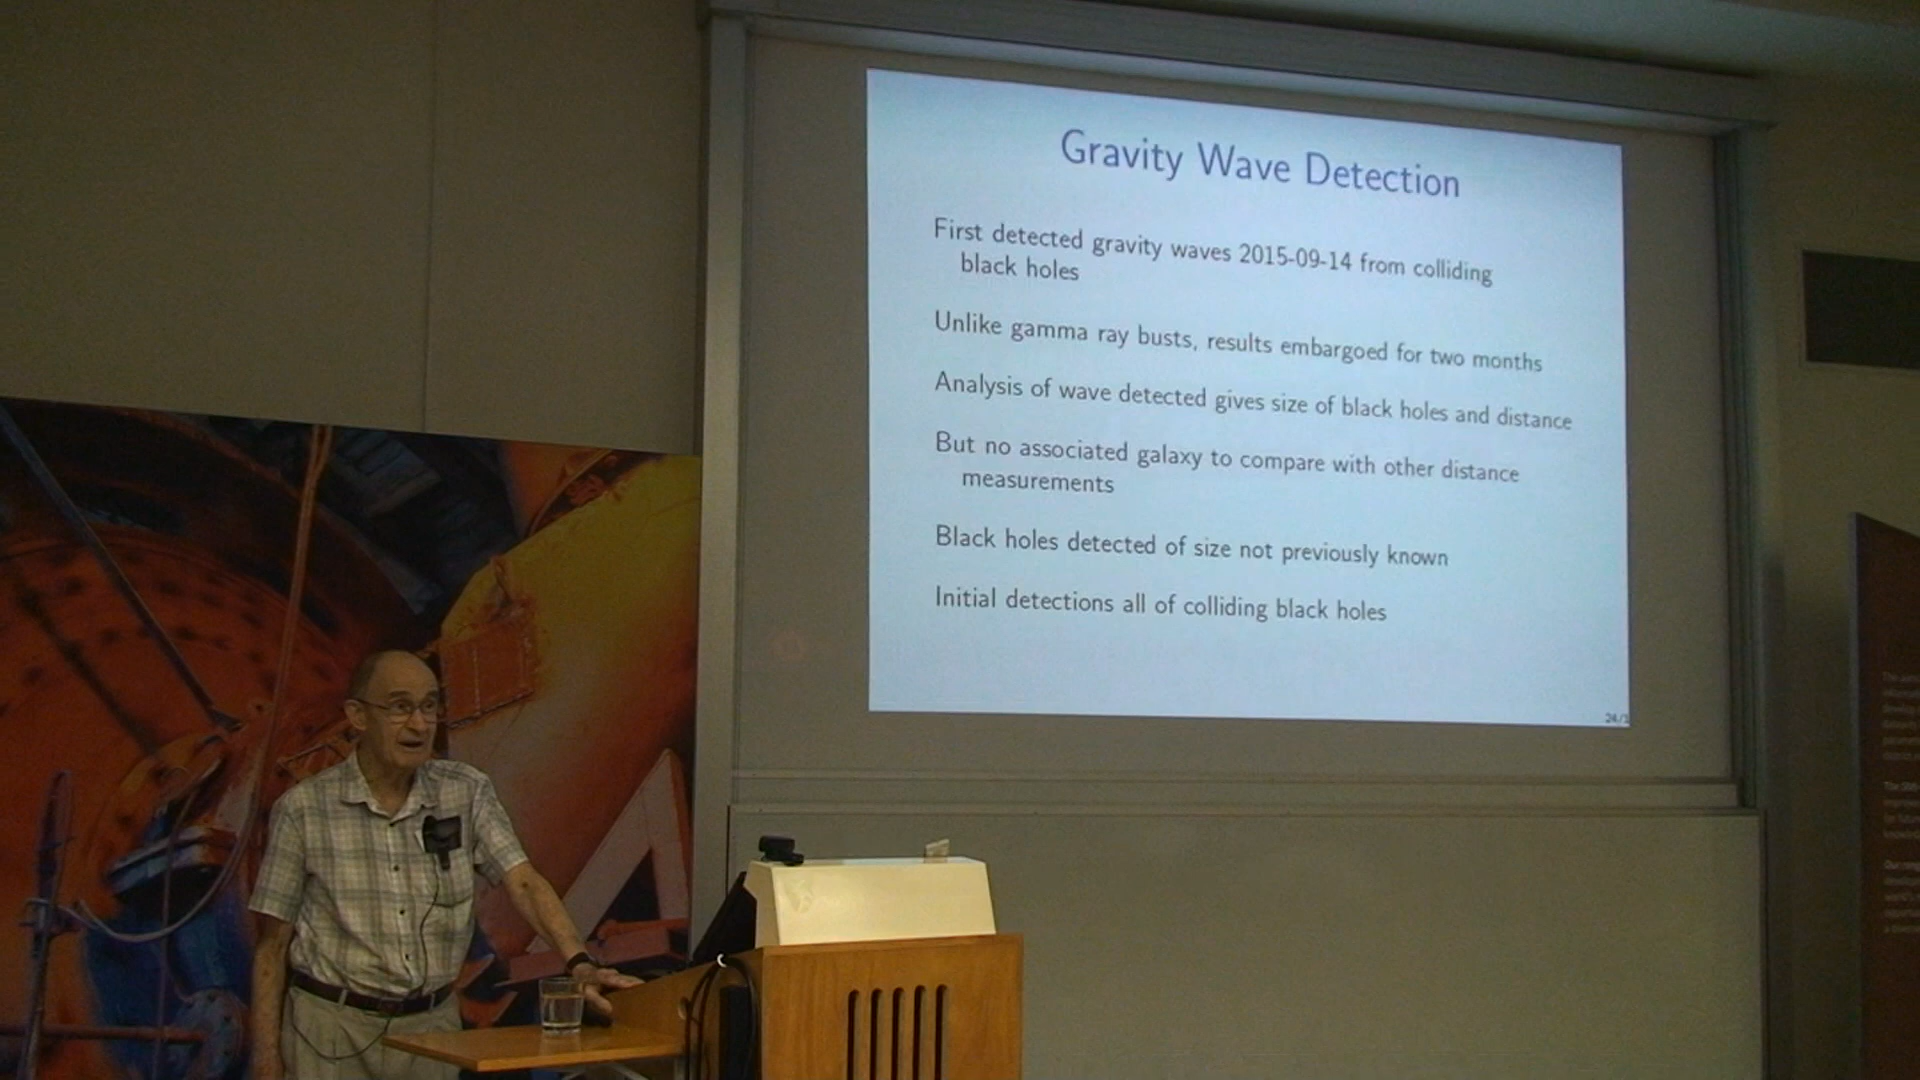 Gravity Wave Detection
First detected gravity waves 2015-09-14 from colliding
black holes
Unlike gamma ray busts, results embargoed for two months
Analysis of wave detected gives size of black holes and distance
But no associated galaxy to compare with other distance
measurements
Black holes detected of size not previously known
Initial detections all of colliding black holes